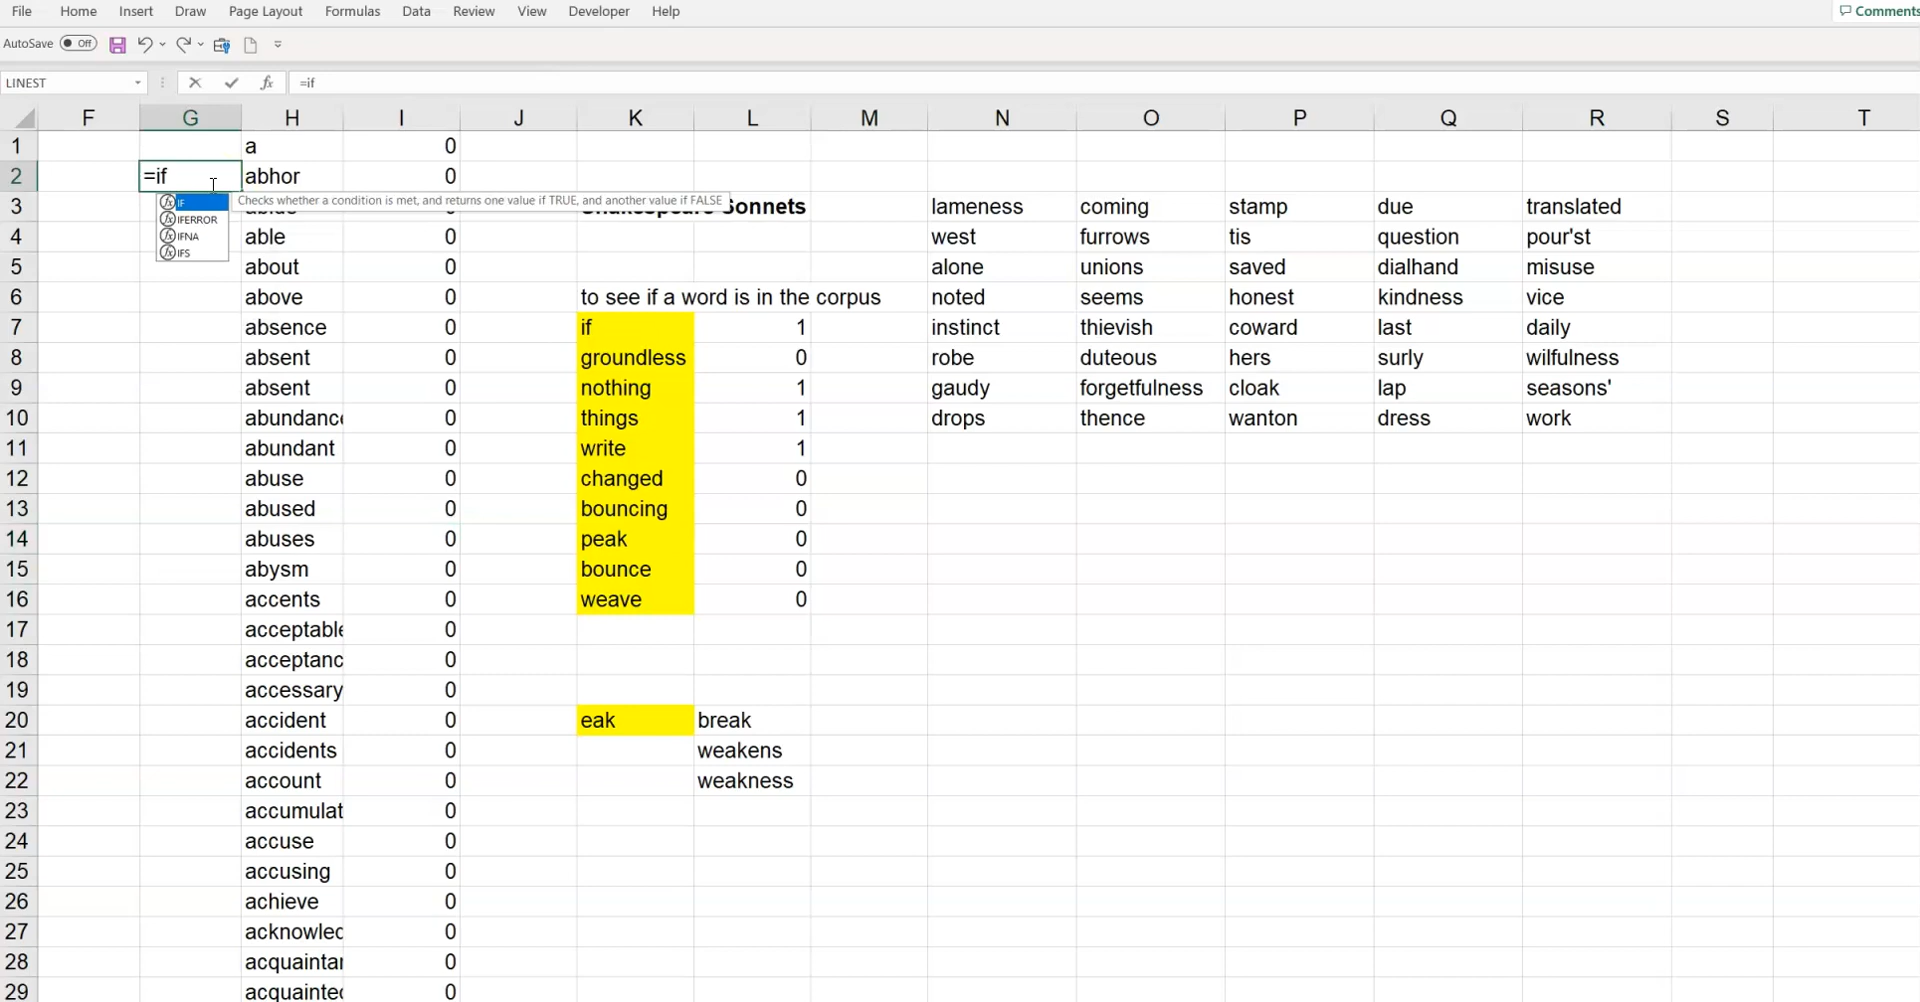 File Home Insert Draw Page Layout Formulas Data Review View Developer Help Comments
AutoSave Off
LINEST fx =if
F G H I J K L M N O P Q R S T
1 a 0
2 =if abhor 0
IF Checks whether a condition is met, and returns one value if TRUE, and another value if FALSE
IFERROR
IFNA
IFS
3 0 Sonnets lameness coming stamp due translated
4 able 0 west furrows tis question pour'st
5 about 0 alone unions saved dialhand misuse
6 above 0 to see if a word is in the corpus noted seems honest kindness vice
7 absence 0 if 1 instinct thievish coward last daily
8 absent 0 groundless 0 robe duteous hers surly wilfulness
9 absent 0 nothing 1 gaudy forgetfulness cloak lap seasons'
10 abundance 0 things 1 drops thence wanton dress work
11 abundant 0 write 1
12 abuse 0 changed 0
13 abused 0 bouncing 0
14 abuses 0 peak 0
15 abysm 0 bounce 0
16 accents 0 weave 0
17 acceptable 0
18 acceptanc 0
19 accessary 0
20 accident 0 eak break
21 accidents 0 weakens
22 account 0 weakness
23 accumulat 0
24 accuse 0
25 accusing 0
26 achieve 0
27 acknowled 0
28 acquaintan 0
29 acquainted 0